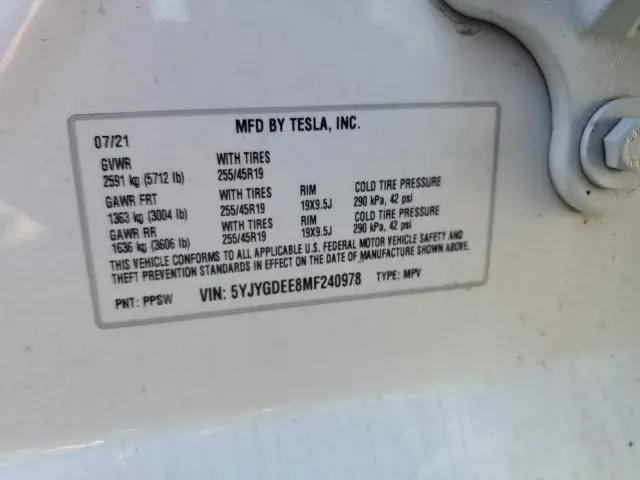 MFD BY TESLA, INC.
07/21
GVWR WITH TIRES
2591 kg (5712 lb) 255/45R19
GAWR FRT WITH TIRES RIM COLD TIRE PRESSURE
1363 kg (3004 lb) 255/45R19 19X9.5J 290 kPa, 42 psi
GAWR RR WITH TIRES RIM COLD TIRE PRESSURE
1636 kg (3606 lb) 255/45R19 19X9.5J 290 kPa, 42 psi
THIS VEHICLE CONFORMS TO ALL APPLICABLE U.S. FEDERAL MOTOR VEHICLE SAFETY AND
THEFT PREVENTION STANDARDS IN EFFECT ON THE DATE OF MANUFACTURE SHOWN ABOVE.
PNT: PPSW VIN: 5YJYGDEE8MF240978 TYPE: MPV